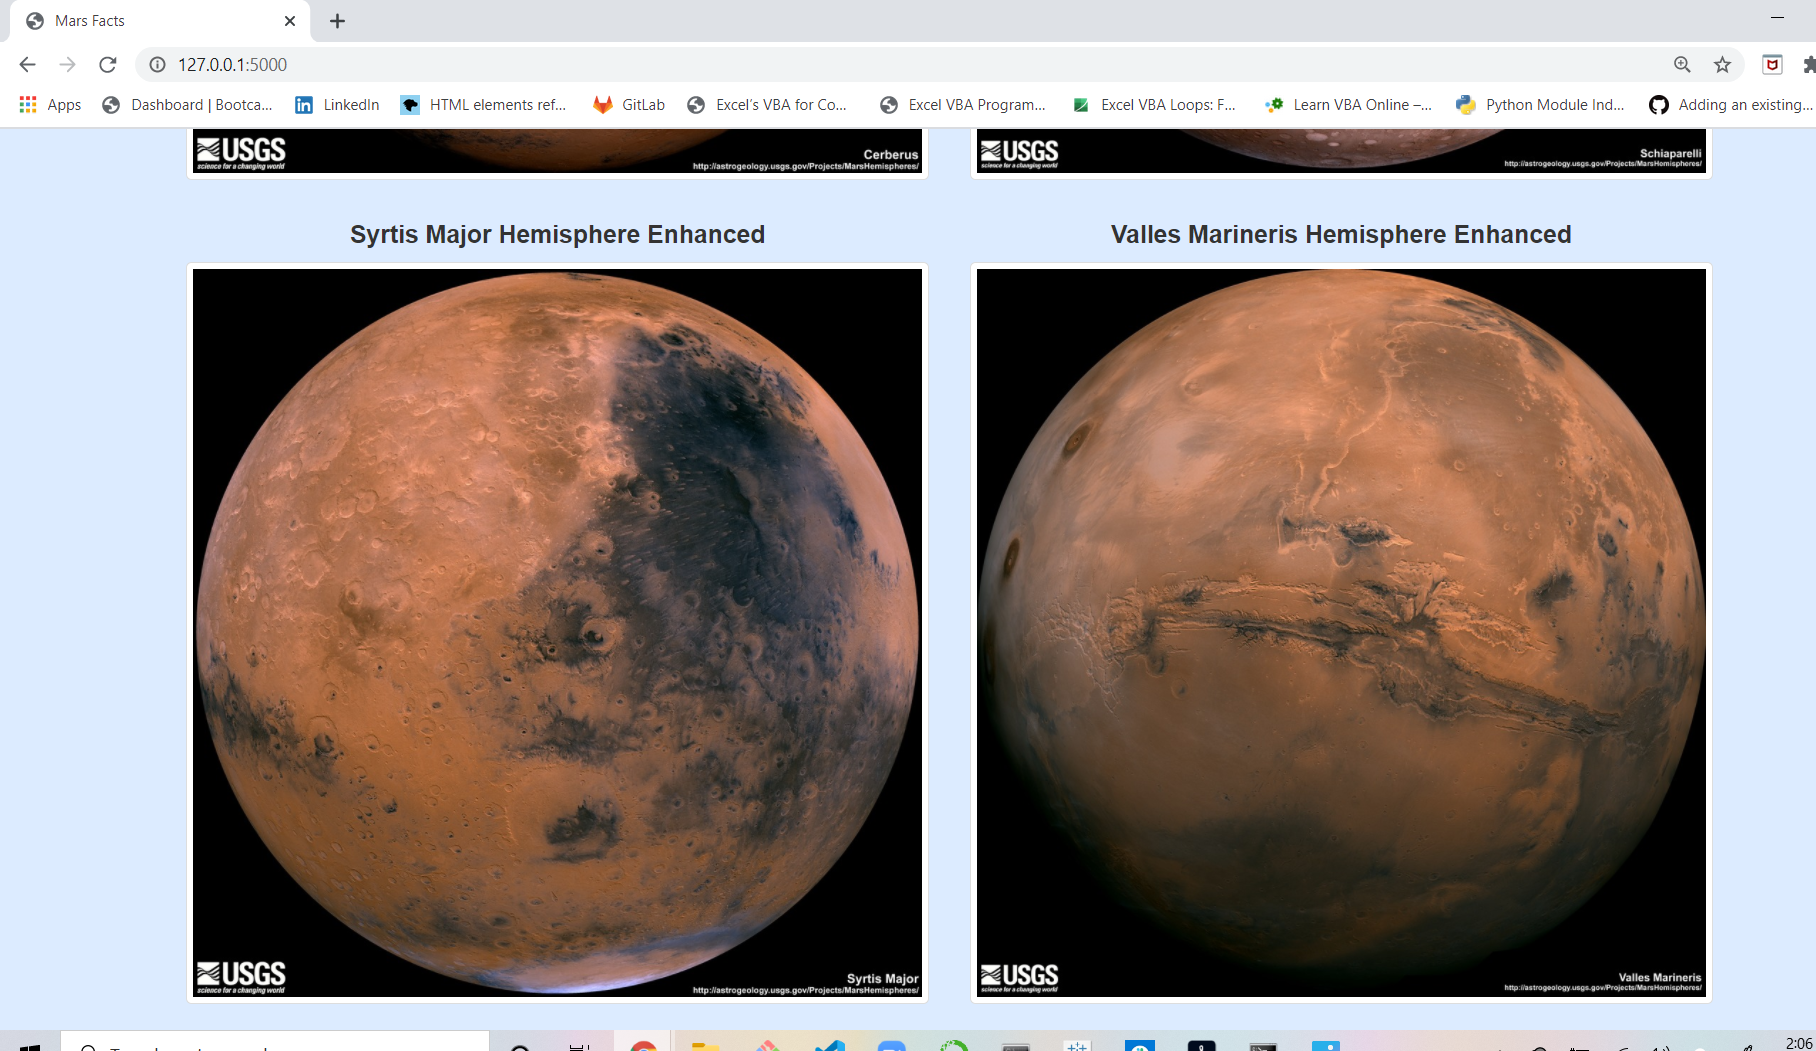 Mars Facts
127.0.0.1:5000
Apps
Dashboard | Bootca...
LinkedIn
HTML elements ref...
GitLab
Excel's VBA for Co...
Excel VBA Program...
Excel VBA Loops: F...
Learn VBA Online –...
Python Module Ind...
Adding an existing...
USGS
science for a changing world
Cerberus
http://astrogeology.usgs.gov/Projects/MarsHemispheres/
USGS
science for a changing world
Schiaparelli
http://astrogeology.usgs.gov/Projects/MarsHemispheres/
Syrtis Major Hemisphere Enhanced
Valles Marineris Hemisphere Enhanced
USGS
science for a changing world
Syrtis Major
http://astrogeology.usgs.gov/Projects/MarsHemispheres/
USGS
science for a changing world
Valles Marineris
http://astrogeology.usgs.gov/Projects/MarsHemispheres/
2:06